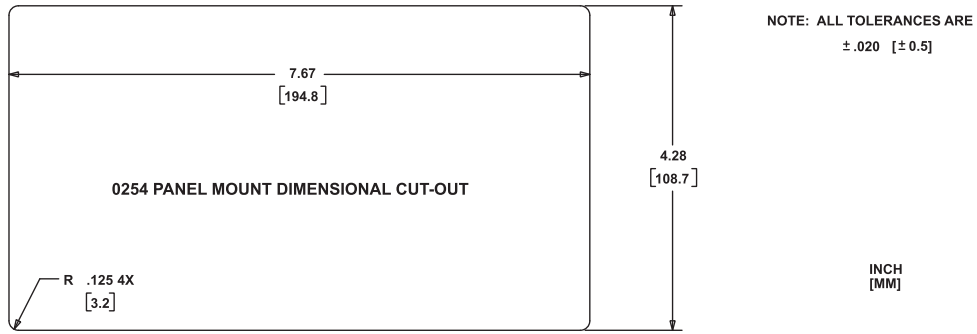 NOTE: ALL TOLERANCES ARE
± .020 [± 0.5]
7.67
[194.8]
4.28
[108.7]
0254 PANEL MOUNT DIMENSIONAL CUT-OUT
R .125 4X
[3.2]
INCH
[MM]